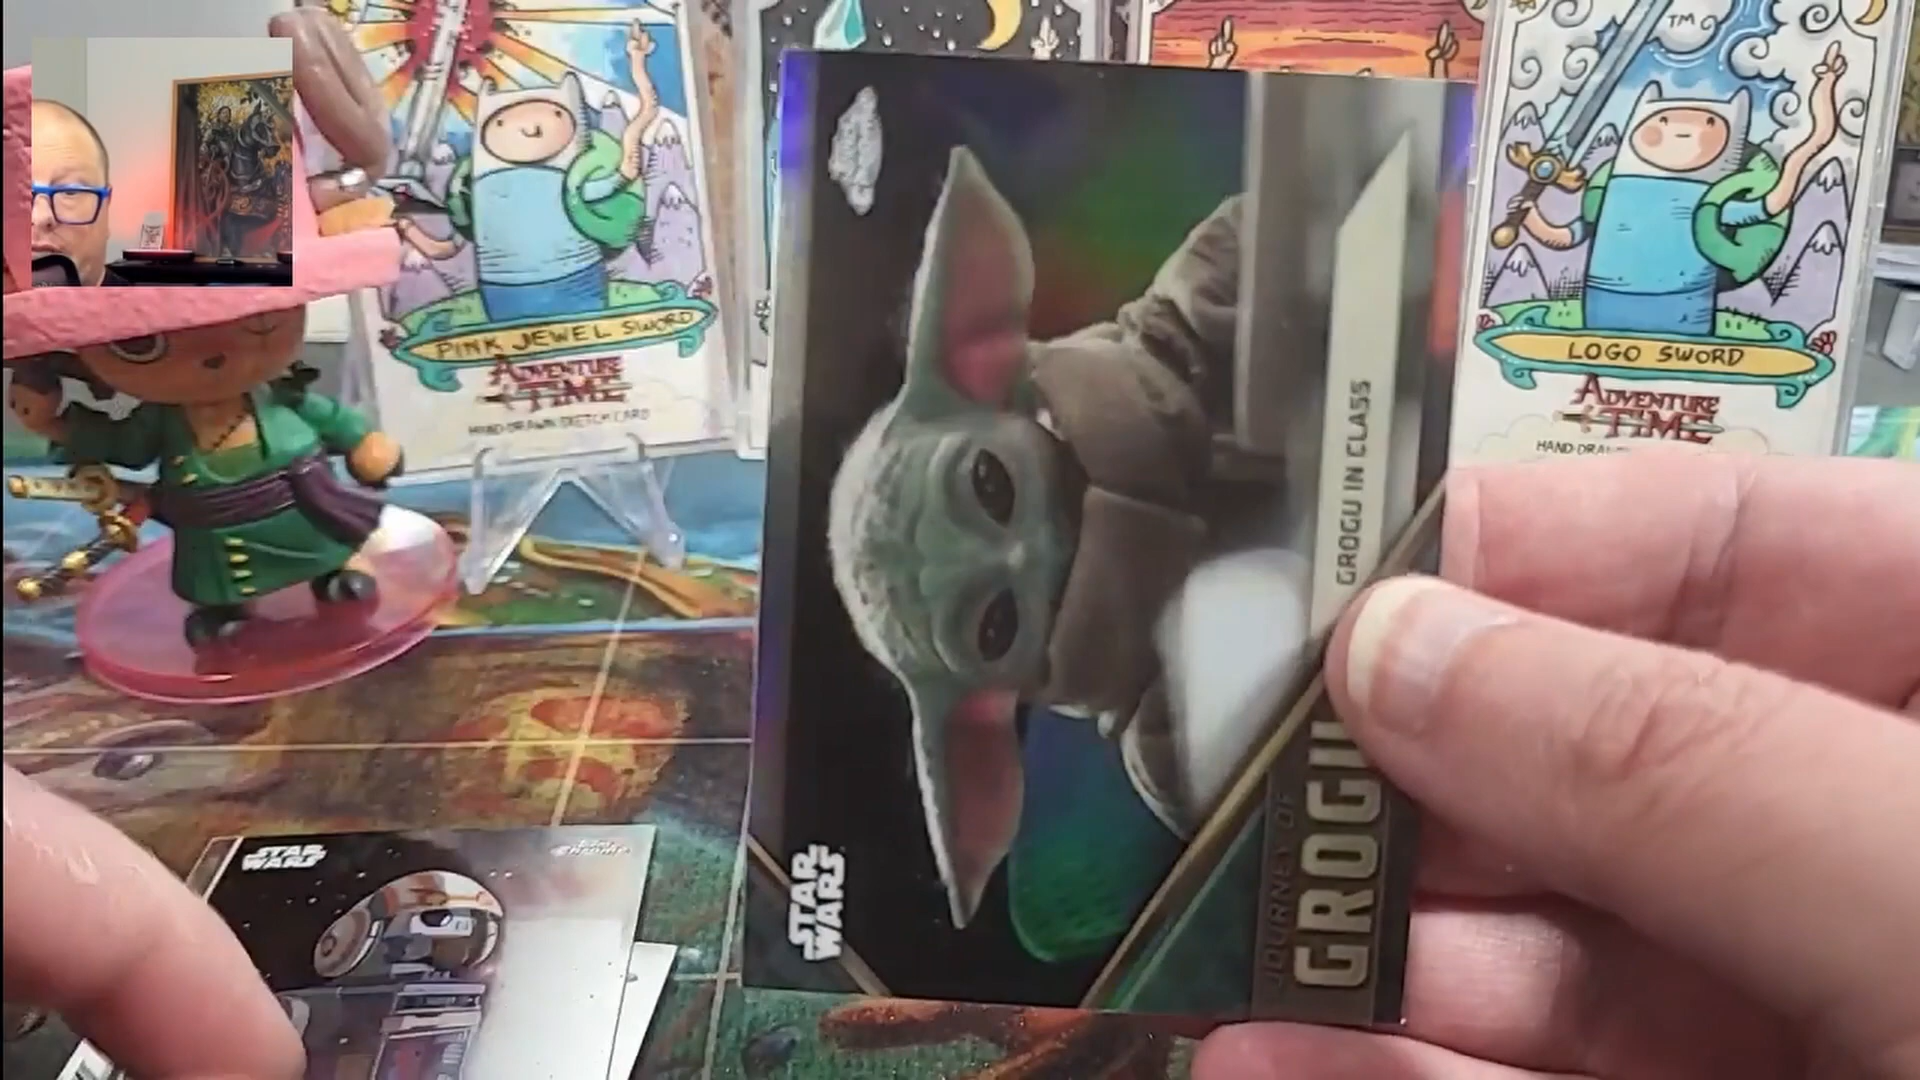 PINK JEWEL SWORD
ADVENTURE
TIME
HAND-DRAWN SKETCH CARD
TM
LOGO SWORD
ADVENTURE
TIME
STAR
WARS
GROGU IN CLASS
JOURNEY OF
GROGU
STAR
WARS